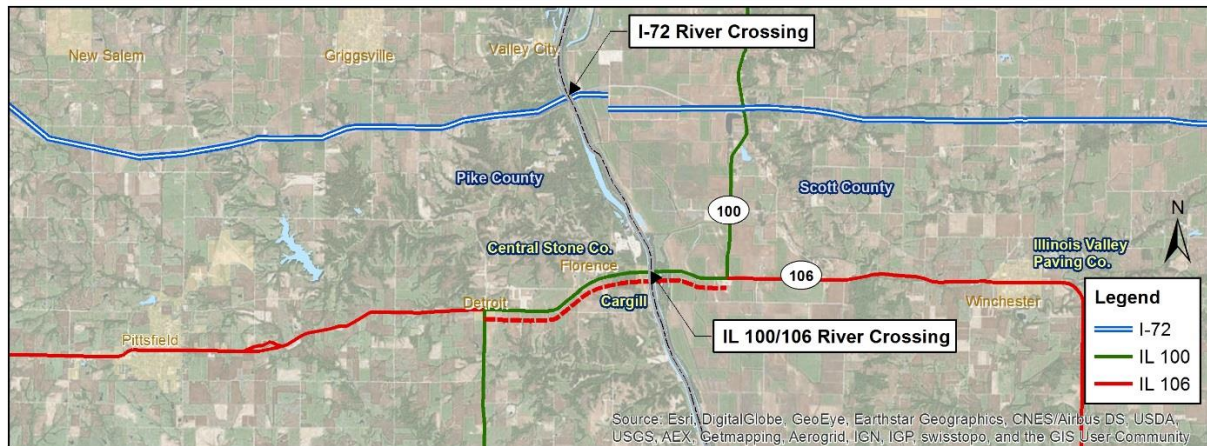 New Salem
Griggsville
Valley City
I-72 River Crossing
Pike County
Scott County
100
N
Central Stone Co.
Florence
Illinois Valley
Paving Co.
106
Detroit
Cargill
Winchester
Pittsfield
IL 100/106 River Crossing
Legend
I-72
IL 100
IL 106
Source: Esri, DigitalGlobe, GeoEye, Earthstar Geographics, CNES/Airbus DS, USDA,
USGS, AEX, Getmapping, Aerogrid, IGN, IGP, swisstopo, and the GIS User Community